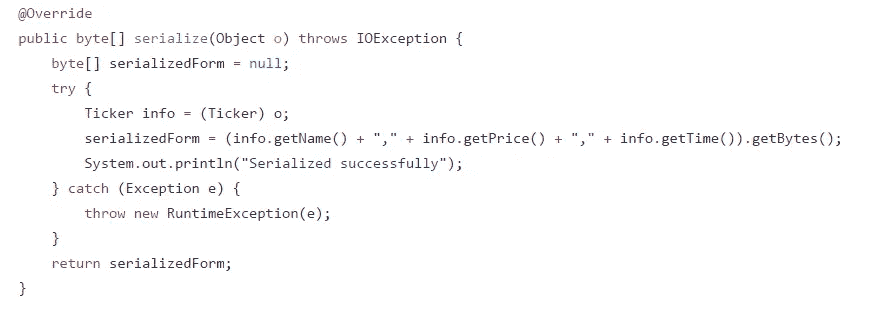 @Override
public byte[] serialize(Object o) throws IOException {
    byte[] serializedForm = null;
    try {
        Ticker info = (Ticker) o;
        serializedForm = (info.getName() + "," + info.getPrice() + "," + info.getTime()).getBytes();
        System.out.println("Serialized successfully");
    } catch (Exception e) {
        throw new RuntimeException(e);
    }
    return serializedForm;
}